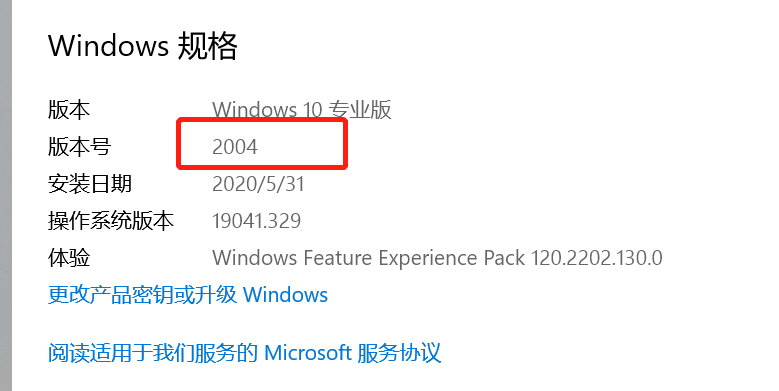 Windows 规格
版本 Windows 10 专业版
版本号 2004
安装日期 2020/5/31
操作系统版本 19041.329
体验 Windows Feature Experience Pack 120.2202.130.0
更改产品密钥或升级 Windows
阅读适用于我们服务的 Microsoft 服务协议